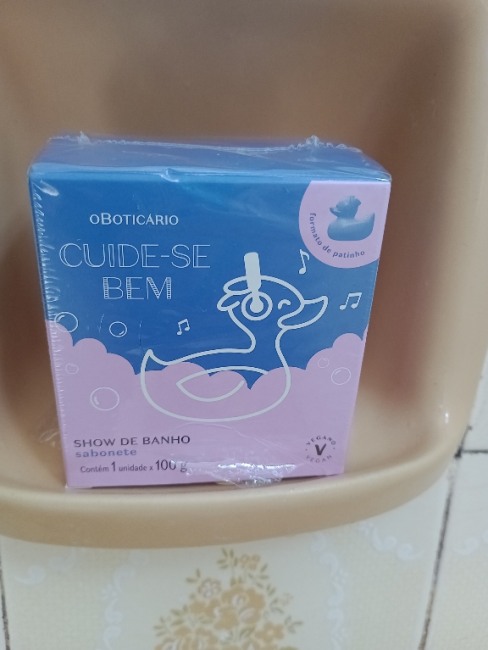 oBoticário
formato de patinho
CUIDE-SE
BEM
SHOW DE BANHO
sabonete
Contém 1 unidade x 100 g
VEGANO
V
VEGAN